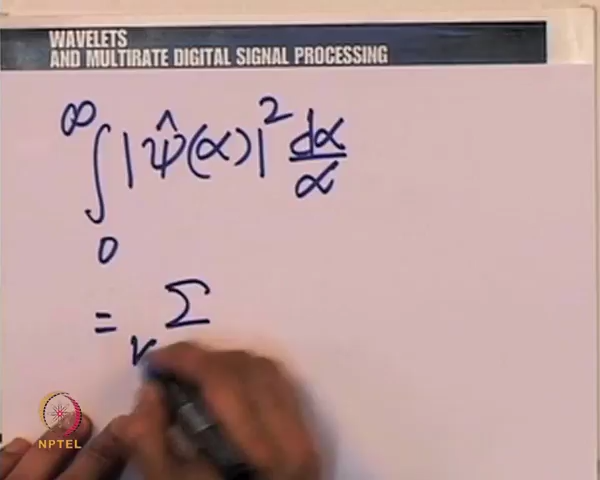 WAVELETS
AND MULTIRATE DIGITAL SIGNAL PROCESSING
∫₀^∞ |ψ̂(α)|² dα/α
= Σ
NPTEL